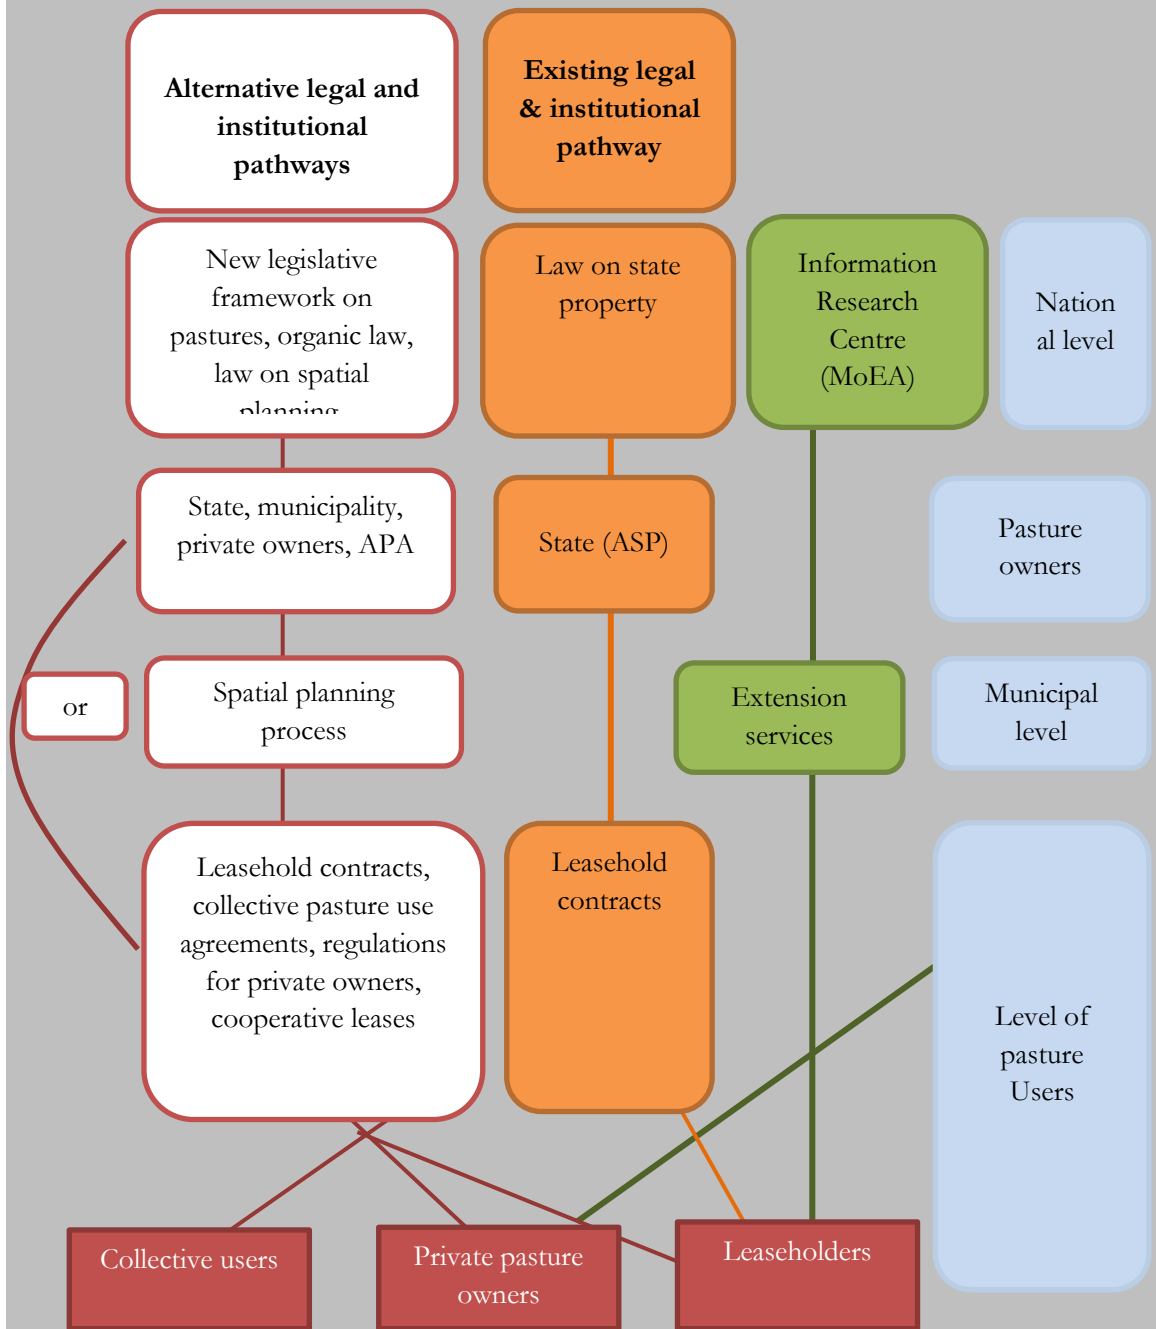 Alternative legal and
institutional
pathways
Existing legal
& institutional
pathway
New legislative
framework on
pastures, organic law,
law on spatial
planning
Law on state
property
Information
Research
Centre
(MoEA)
Nation
al level
State, municipality,
private owners, APA
State (ASP)
Pasture
owners
or
Spatial planning
process
Extension
services
Municipal
level
Leasehold contracts,
collective pasture use
agreements, regulations
for private owners,
cooperative leases
Leasehold
contracts
Level of
pasture
Users
Collective users
Private pasture
owners
Leaseholders